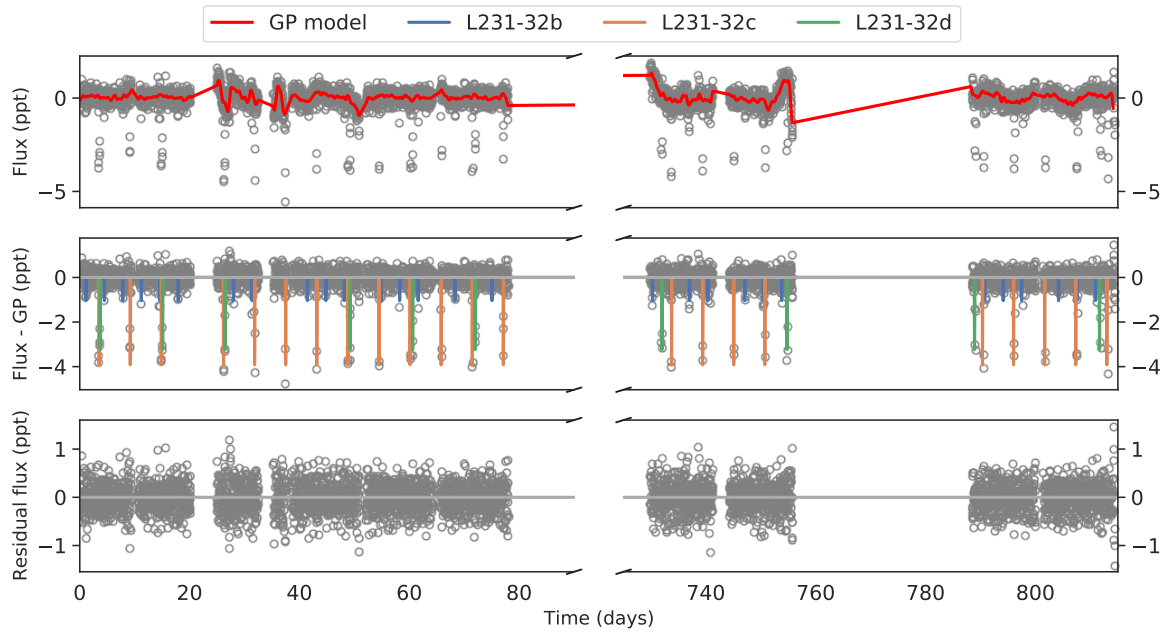 GP model L231-32b L231-32c L231-32d
Flux (ppt)
0
−5
0
−5
Flux - GP (ppt)
0
−2
−4
0
−2
−4
Residual flux (ppt)
1
0
−1
1
0
−1
0 20 40 60 80 740 760 780 800
Time (days)